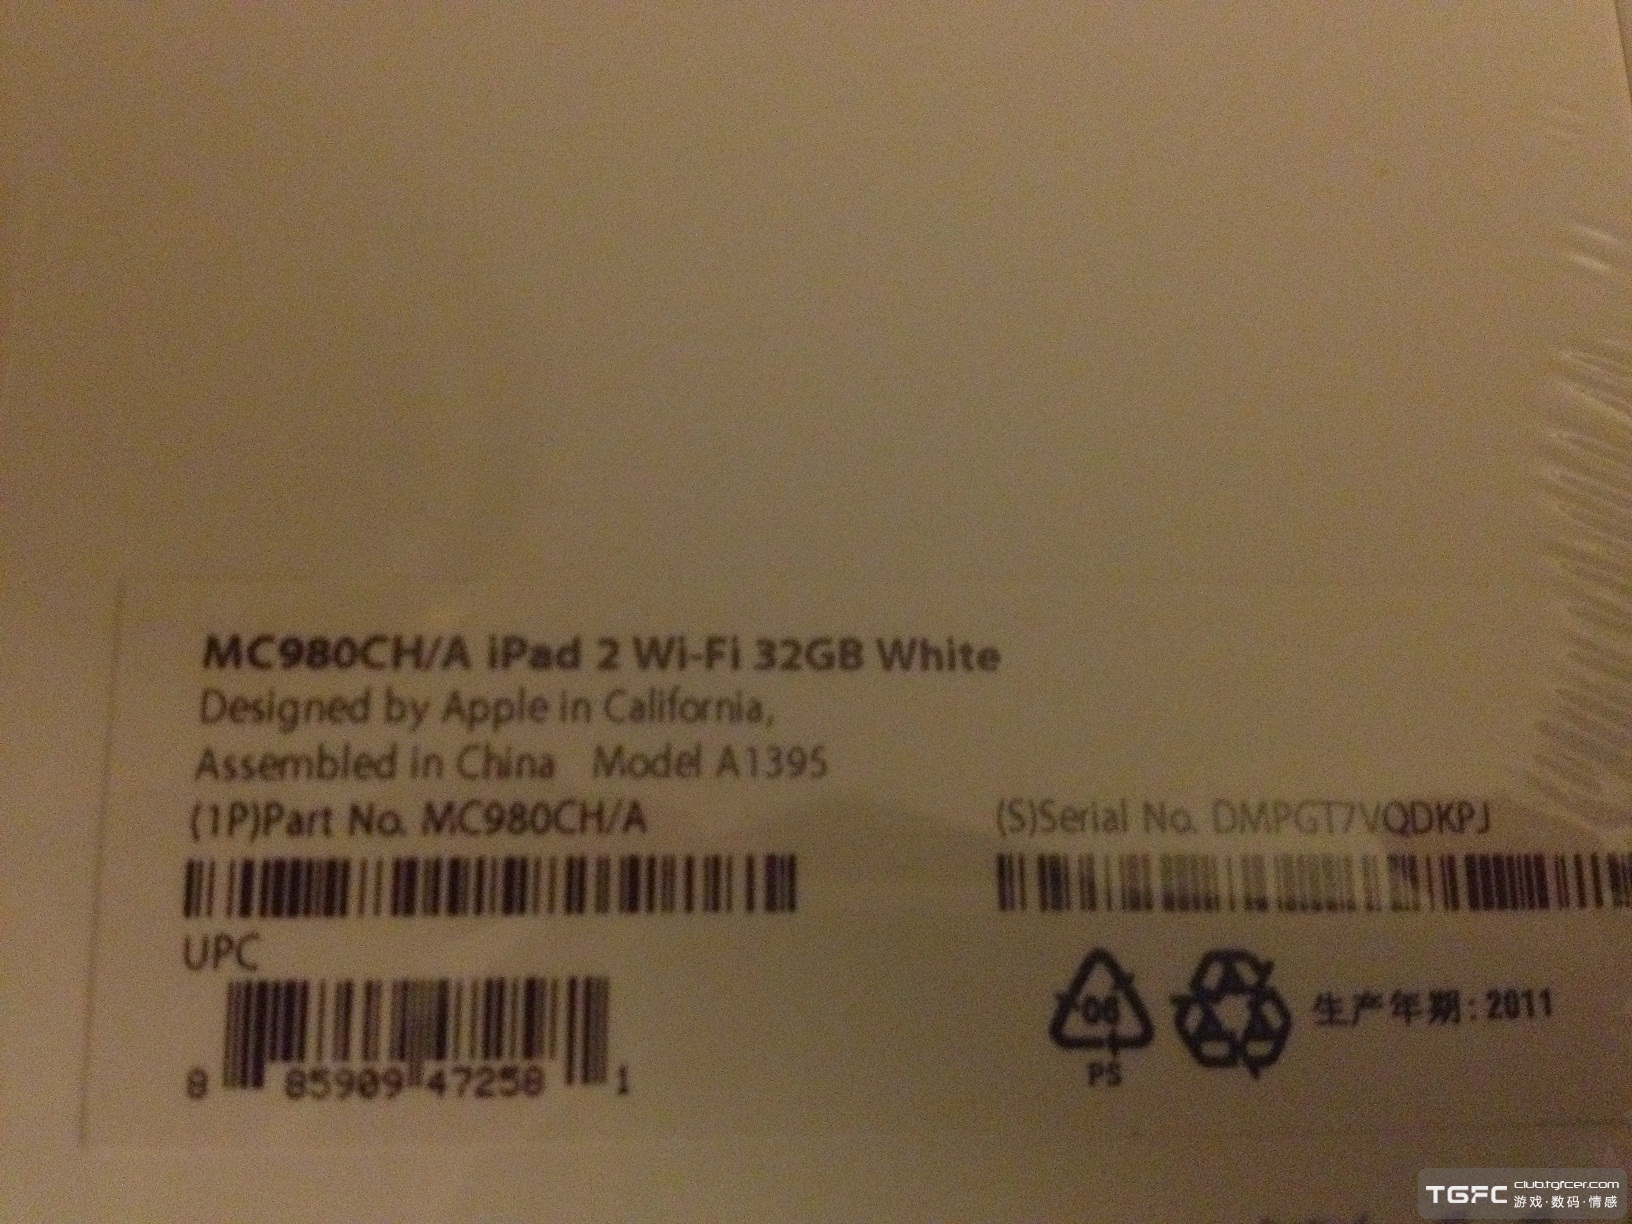 MC980CH/A iPad 2 Wi-Fi 32GB White
Designed by Apple in California,
Assembled in China Model A1395
(1P)Part No. MC980CH/A
(S)Serial No. DMPGT7VQDKPJ
UPC
8 85909 47258 1
06
PS
生产年期: 2011
TGFC club.tgfcer.com
游戏·数码·情感